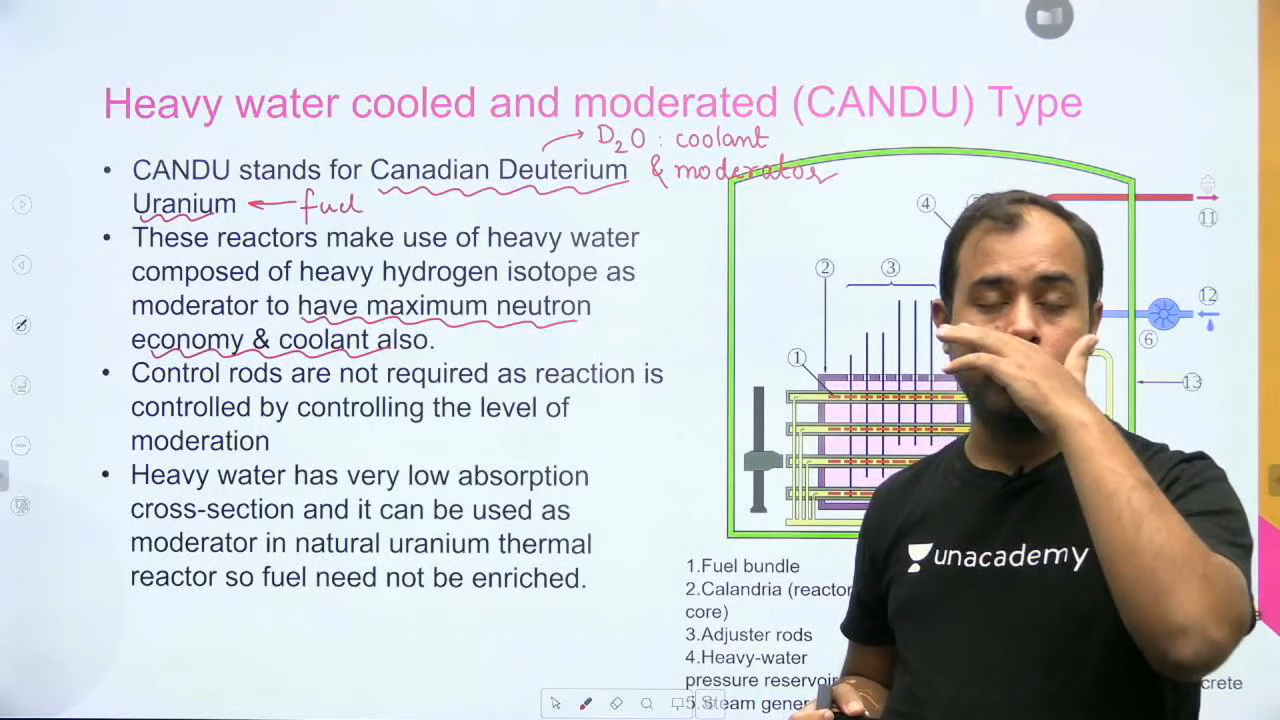 Heavy water cooled and moderated (CANDU) Type
D₂O : coolant
& moderator
• CANDU stands for Canadian Deuterium
Uranium ← fuel
• These reactors make use of heavy water
composed of heavy hydrogen isotope as
moderator to have maximum neutron
economy & coolant also.
• Control rods are not required as reaction is
controlled by controlling the level of
moderation
• Heavy water has very low absorption
cross-section and it can be used as
moderator in natural uranium thermal
reactor so fuel need not be enriched.
④
⑪
②
③
⑫
⑥
①
⑬
1.Fuel bundle
2.Calandria (reactor
core)
3.Adjuster rods
4.Heavy-water
pressure reservoir
5.Steam gener
crete
unacademy